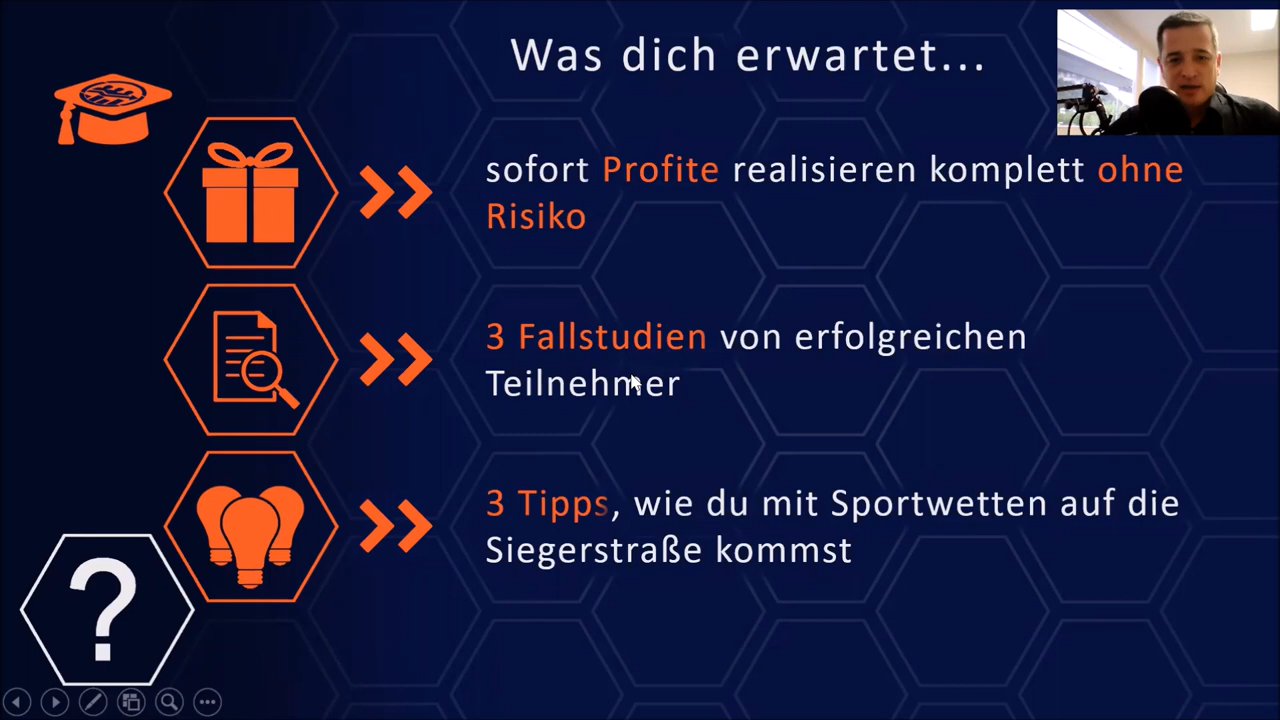 Was dich erwartet...
sofort Profite realisieren komplett ohne
Risiko
3 Fallstudien von erfolgreichen
Teilnehmer
3 Tipps, wie du mit Sportwetten auf die
Siegerstraße kommst
?